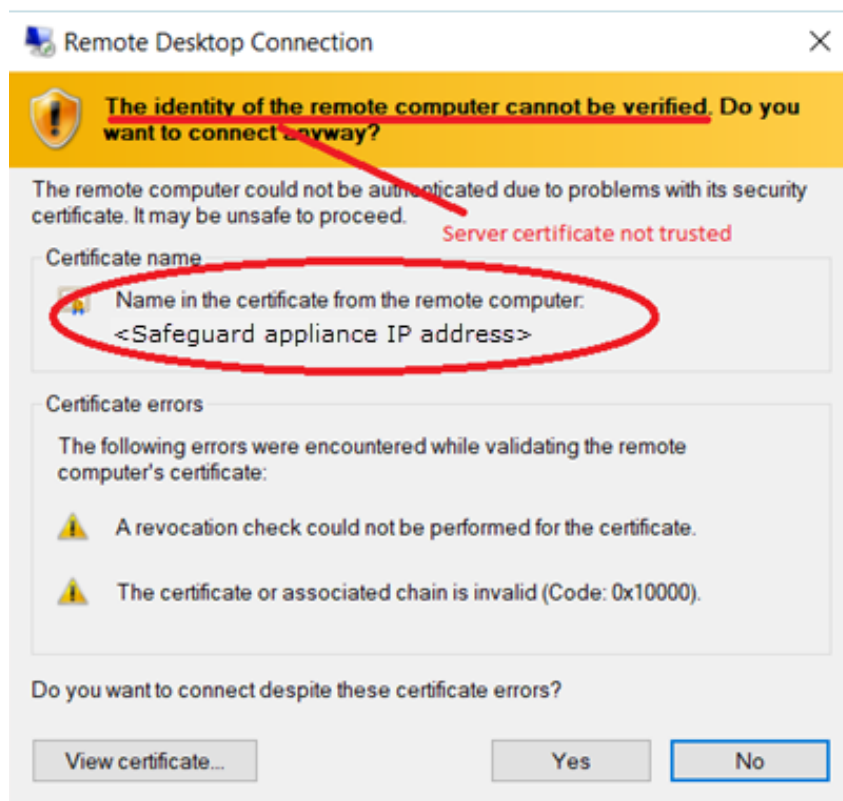 Remote Desktop Connection
The identity of the remote computer cannot be verified. Do you
want to connect anyway?
The remote computer could not be authenticated due to problems with its security
certificate. It may be unsafe to proceed.
Server certificate not trusted
Certificate name
Name in the certificate from the remote computer:
<Safeguard appliance IP address>
Certificate errors
The following errors were encountered while validating the remote
computer's certificate:
A revocation check could not be performed for the certificate.
The certificate or associated chain is invalid (Code: 0x10000).
Do you want to connect despite these certificate errors?
View certificate...
Yes
No